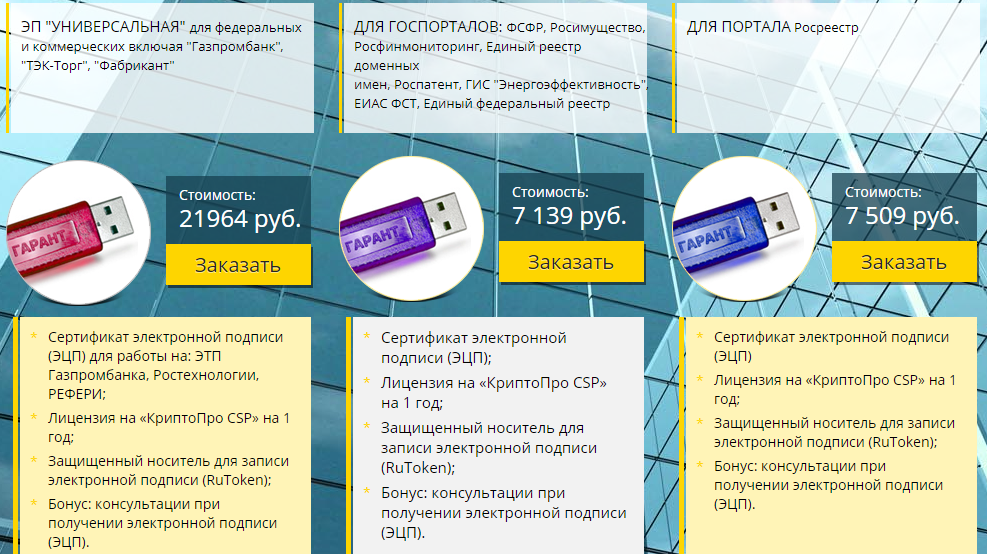 ЭП "УНИВЕРСАЛЬНАЯ" для федеральных
и коммерческих включая "Газпромбанк",
"ТЭК-Торг", "Фабрикант"
ДЛЯ ГОСПОРТАЛОВ: ФСФР, Росимущество,
Росфинмониторинг, Единый реестр
доменных
имен, Роспатент, ГИС "Энергоэффективность",
ЕИАС ФСТ, Единый федеральный реестр
ДЛЯ ПОРТАЛА Росреестр
ГАРАНТ
Стоимость:
21964 руб.
Заказать
ГАРАНТ
Стоимость:
7 139 руб.
Заказать
ГАРАНТ
Стоимость:
7 509 руб.
Заказать
* Сертификат электронной подписи
(ЭЦП) для работы на: ЭТП
Газпромбанка, Ростехнологии,
РЕФЕРИ;
* Лицензия на «КриптоПро CSP» на 1
год;
* Защищенный носитель для записи
электронной подписи (RuToken);
* Бонус: консультации при
получении электронной подписи
(ЭЦП).
* Сертификат электронной
подписи (ЭЦП);
* Лицензия на «КриптоПро CSP»
на 1 год;
* Защищенный носитель для
записи электронной подписи
(RuToken);
* Бонус: консультации при
получении электронной подписи
(ЭЦП).
* Сертификат электронной подписи
(ЭЦП)
* Лицензия на «КриптоПро CSP» на 1
год;
* Защищенный носитель для записи
электронной подписи (RuToken);
* Бонус: консультации при
получении электронной подписи
(ЭЦП).